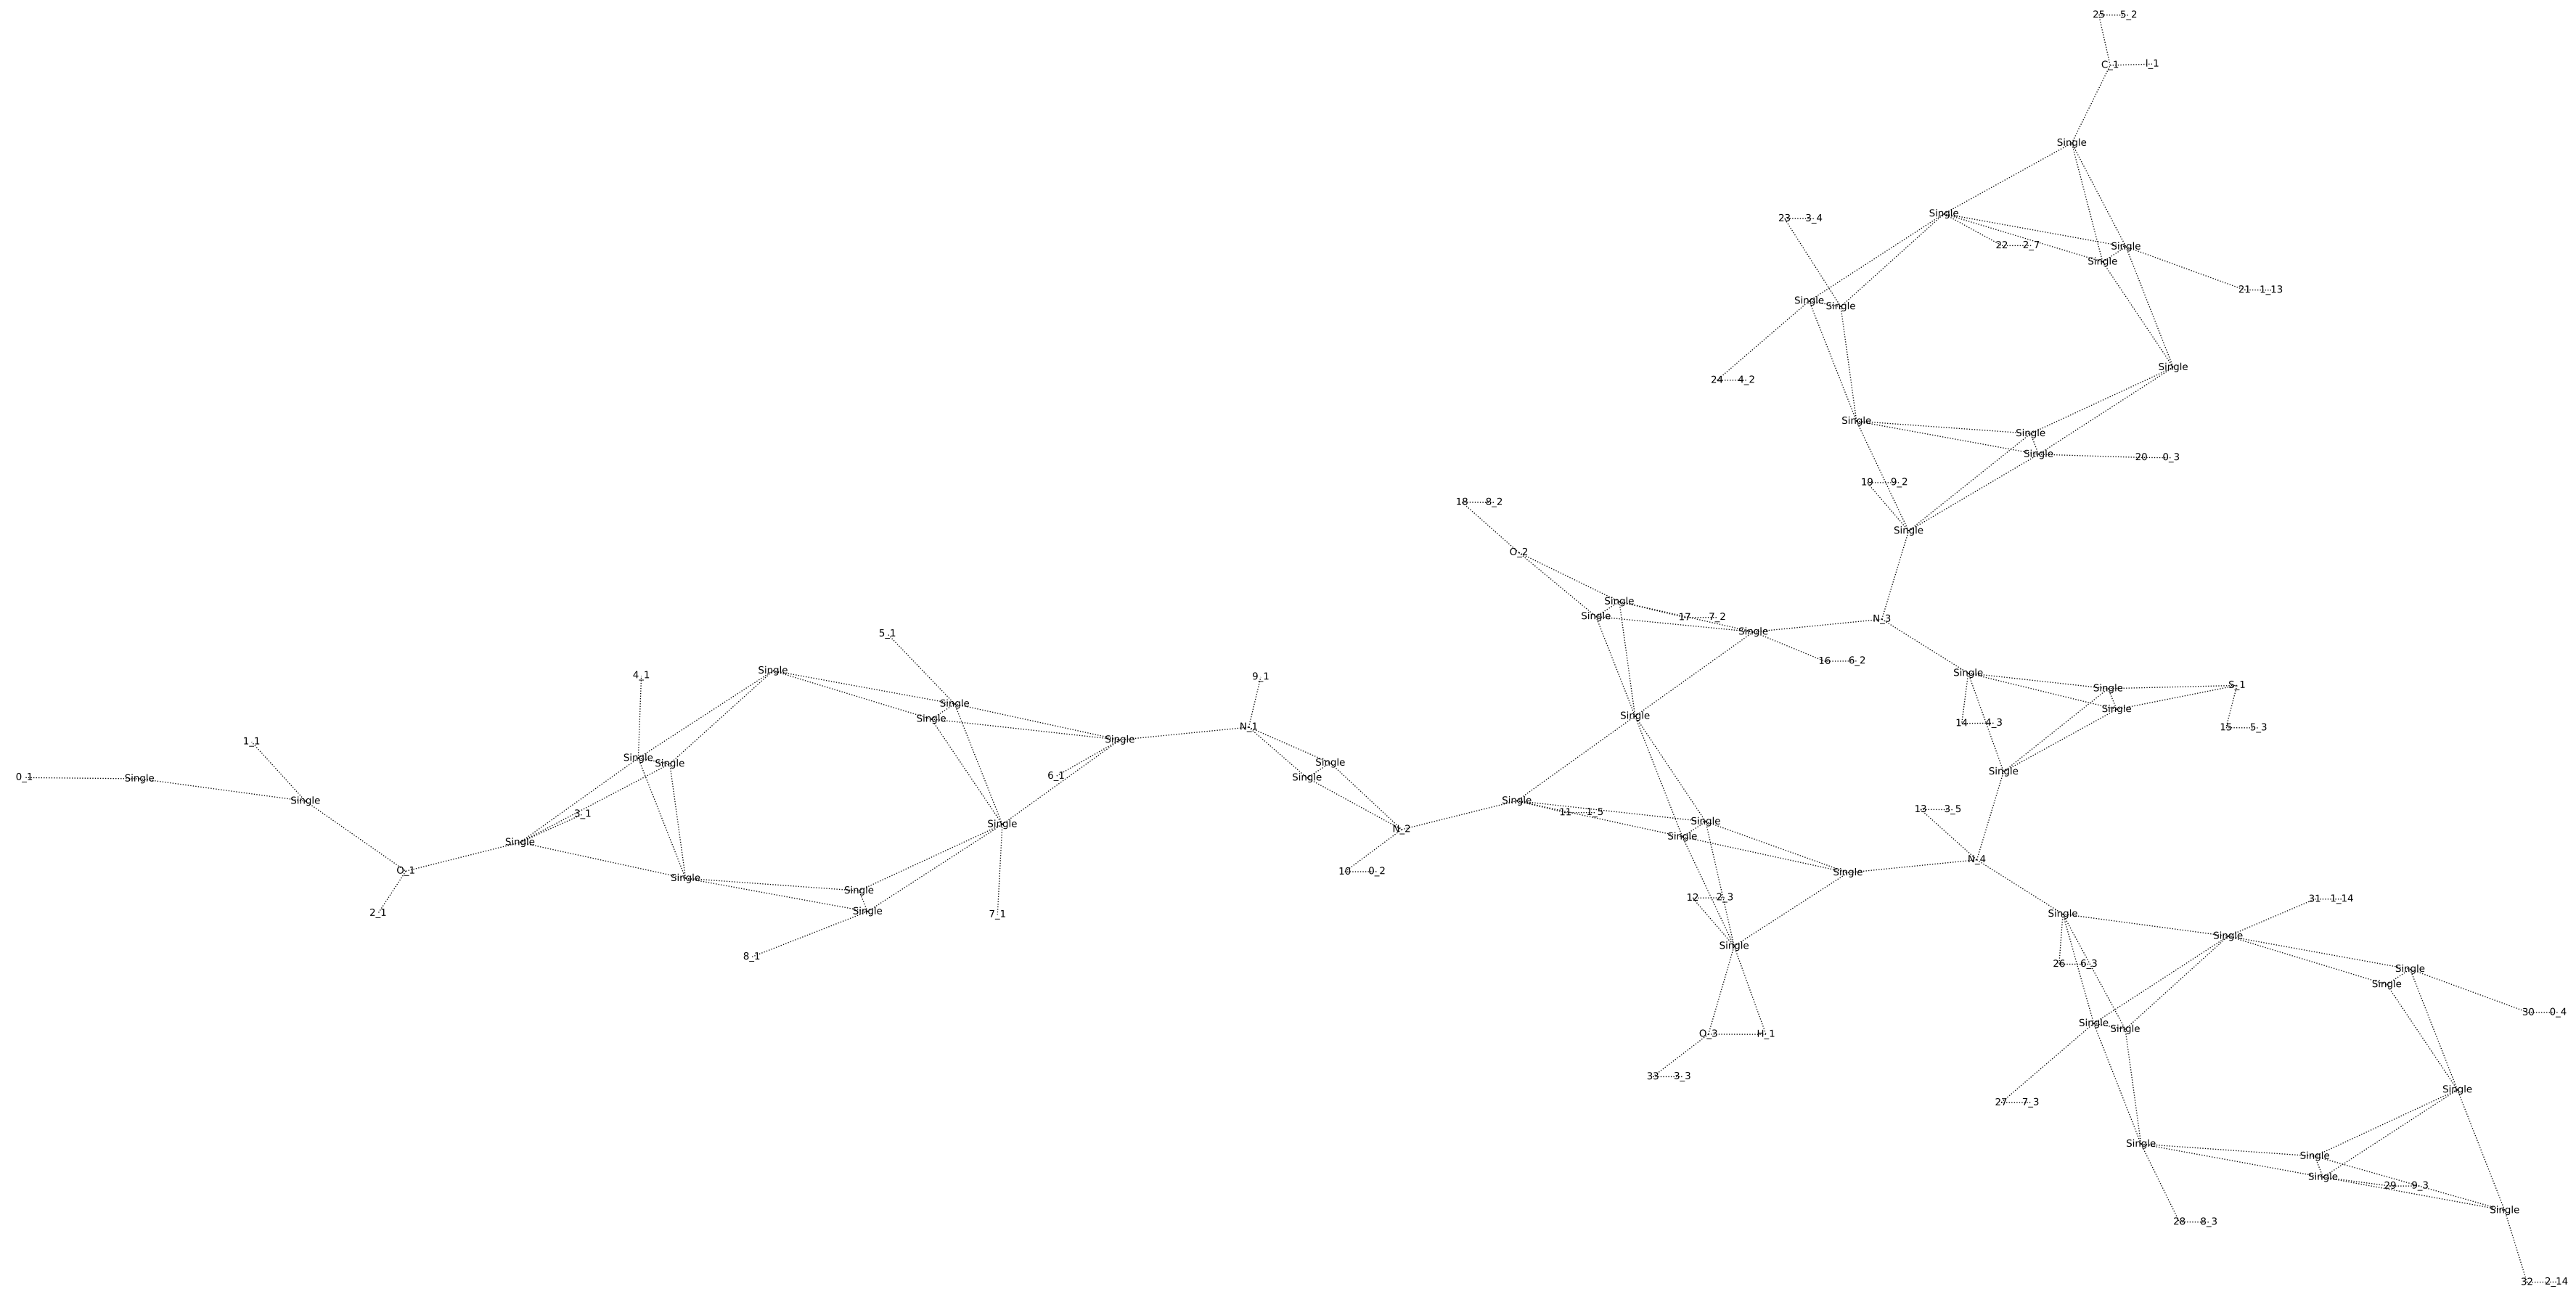 25 5_2
C_1 I_1
Single
Single
23 3_4
22 2_7
Single
Single
21 1_13
Single
Single
Single
24 4_2
Single
Single
Single
20 0_3
19 9_2
18 8_2
Single
O_2
Single
Single
17 7_2
N_3
Single
5_1
16 6_2
Single
Single
4_1
9_1
Single
S_1
Single
Single
Single
Single
14 4_3
15 5_3
N_1
Single
1_1
Single
Single
Single
Single
6_1
Single
0_1
Single
Single
Single
Single
13 3_5
11 1_5
3_1
Single
Single
N_2
Single
Single
N_4
O_1
10 0_2
Single
Single
Single
12 2_3
31 1_14
Single
2_1
7_1
Single
Single
Single
8_1
26 6_3
Single
Single
30 0_4
Single
Single
O_3 H_1
33 3_3
Single
27 7_3
Single
Single
Single
29 9_3
Single
28 8_3
32 2_14